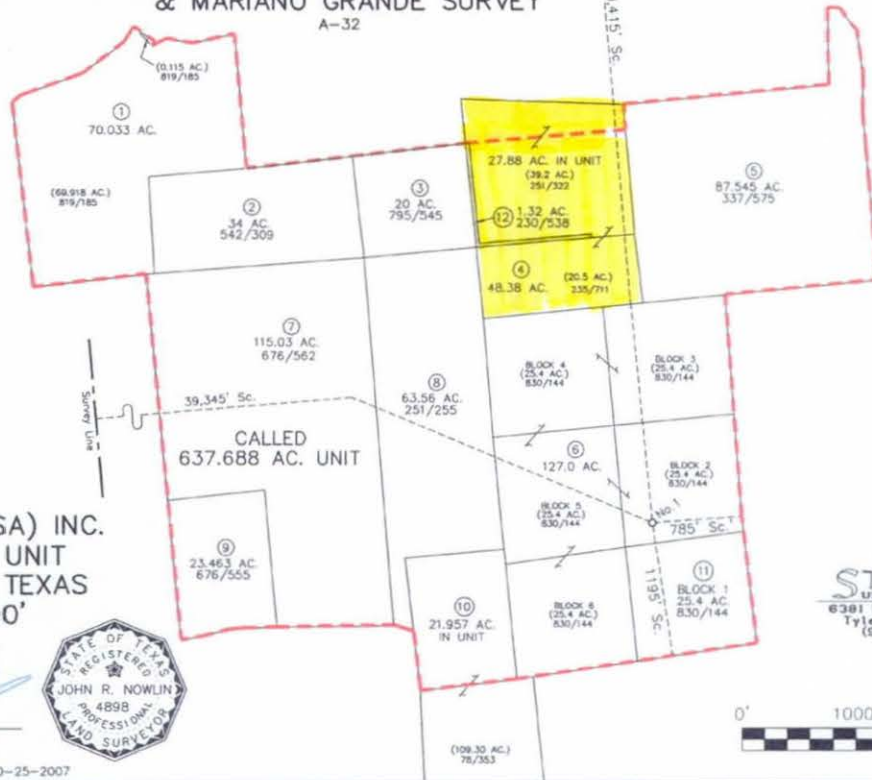 & MARIANO GRANDE SURVEY
A-32
(0.115 AC.)
819/185
1
70.033 AC.
(69.918 AC.)
819/185
2
34 AC.
542/309
3
20 AC.
795/545
27.88 AC. IN UNIT
(39.2 AC.)
251/322
12 1.32 AC.
230/538
4
48.38 AC.
(20.5 AC.)
235/711
5
87.545 AC.
337/575
415' Sc.
7
115.03 AC.
676/562
8
63.56 AC.
251/255
BLOCK 4
(25.4 AC.)
830/144
BLOCK 3
(25.4 AC.)
830/144
Survey Line
39,345' Sc.
CALLED
637.688 AC. UNIT
6
127.0 AC.
BLOCK 2
(25.4 AC.)
830/144
BLOCK 5
(25.4 AC.)
830/144
No.1
785' Sc.
1195' Sc.
9
23.463 AC.
676/555
10
21.957 AC.
IN UNIT
BLOCK 6
(25.4 AC.)
830/144
11
BLOCK 1
25.4 AC.
830/144
(109.30 AC.)
78/353
SA) INC.
UNIT
TEXAS
0'
STATE OF TEXAS
REGISTERED
JOHN R. NOWLIN
4898
PROFESSIONAL
LAND SURVEYOR
0-25-2007
ST
6381
Tyle
0' 1000